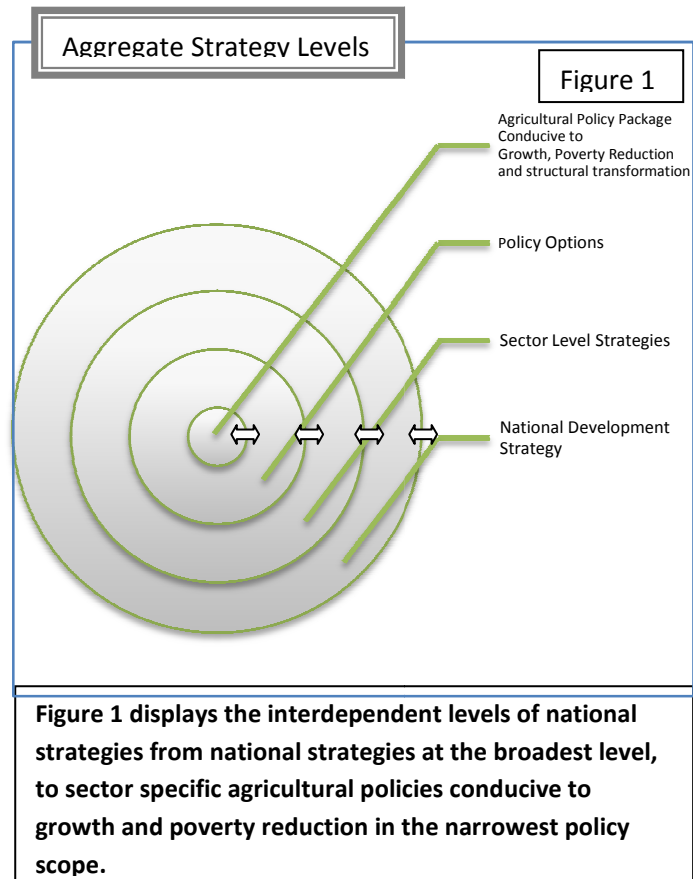 Aggregate Strategy Levels
Figure 1
Agricultural Policy Package
Conducive to
Growth, Poverty Reduction
and structural transformation
Policy Options
Sector Level Strategies
National Development
Strategy
Figure 1 displays the interdependent levels of national
strategies from national strategies at the broadest level,
to sector specific agricultural policies conducive to
growth and poverty reduction in the narrowest policy
scope.